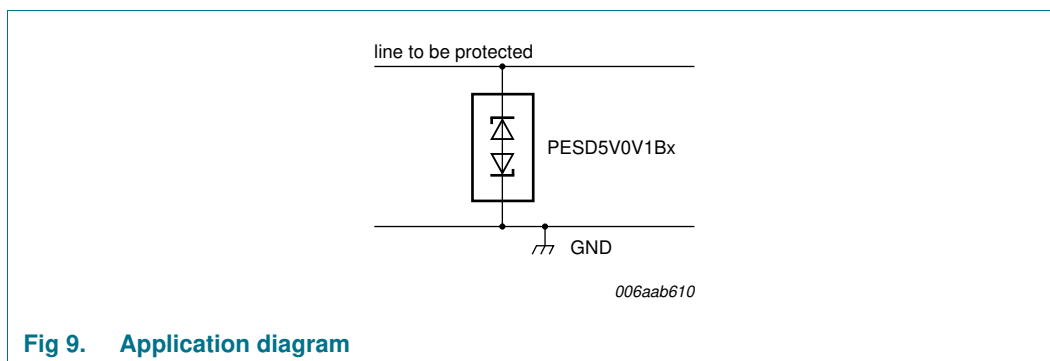 line to be protected
PESD5V0V1Bx
GND
006aab610
Fig 9. Application diagram